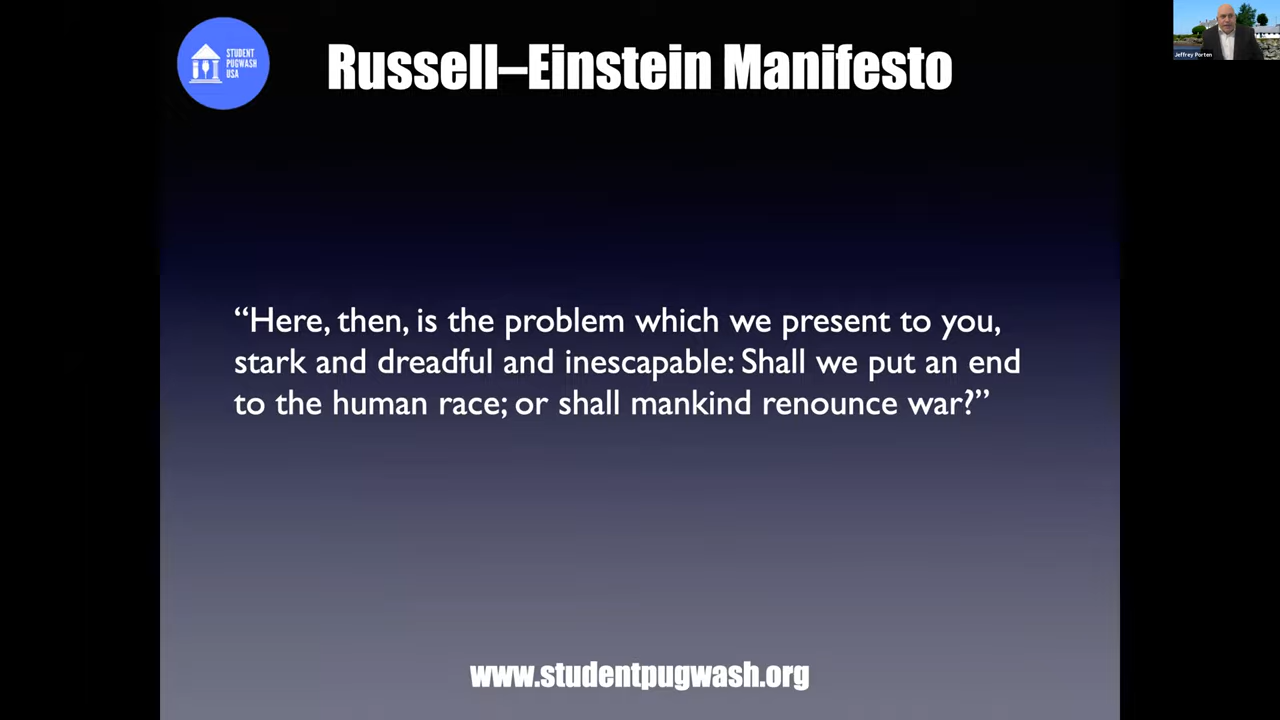 STUDENT
PUGWASH
USA
Russell–Einstein Manifesto
Jeffrey Porten
“Here, then, is the problem which we present to you,
stark and dreadful and inescapable: Shall we put an end
to the human race; or shall mankind renounce war?”
www.studentpugwash.org